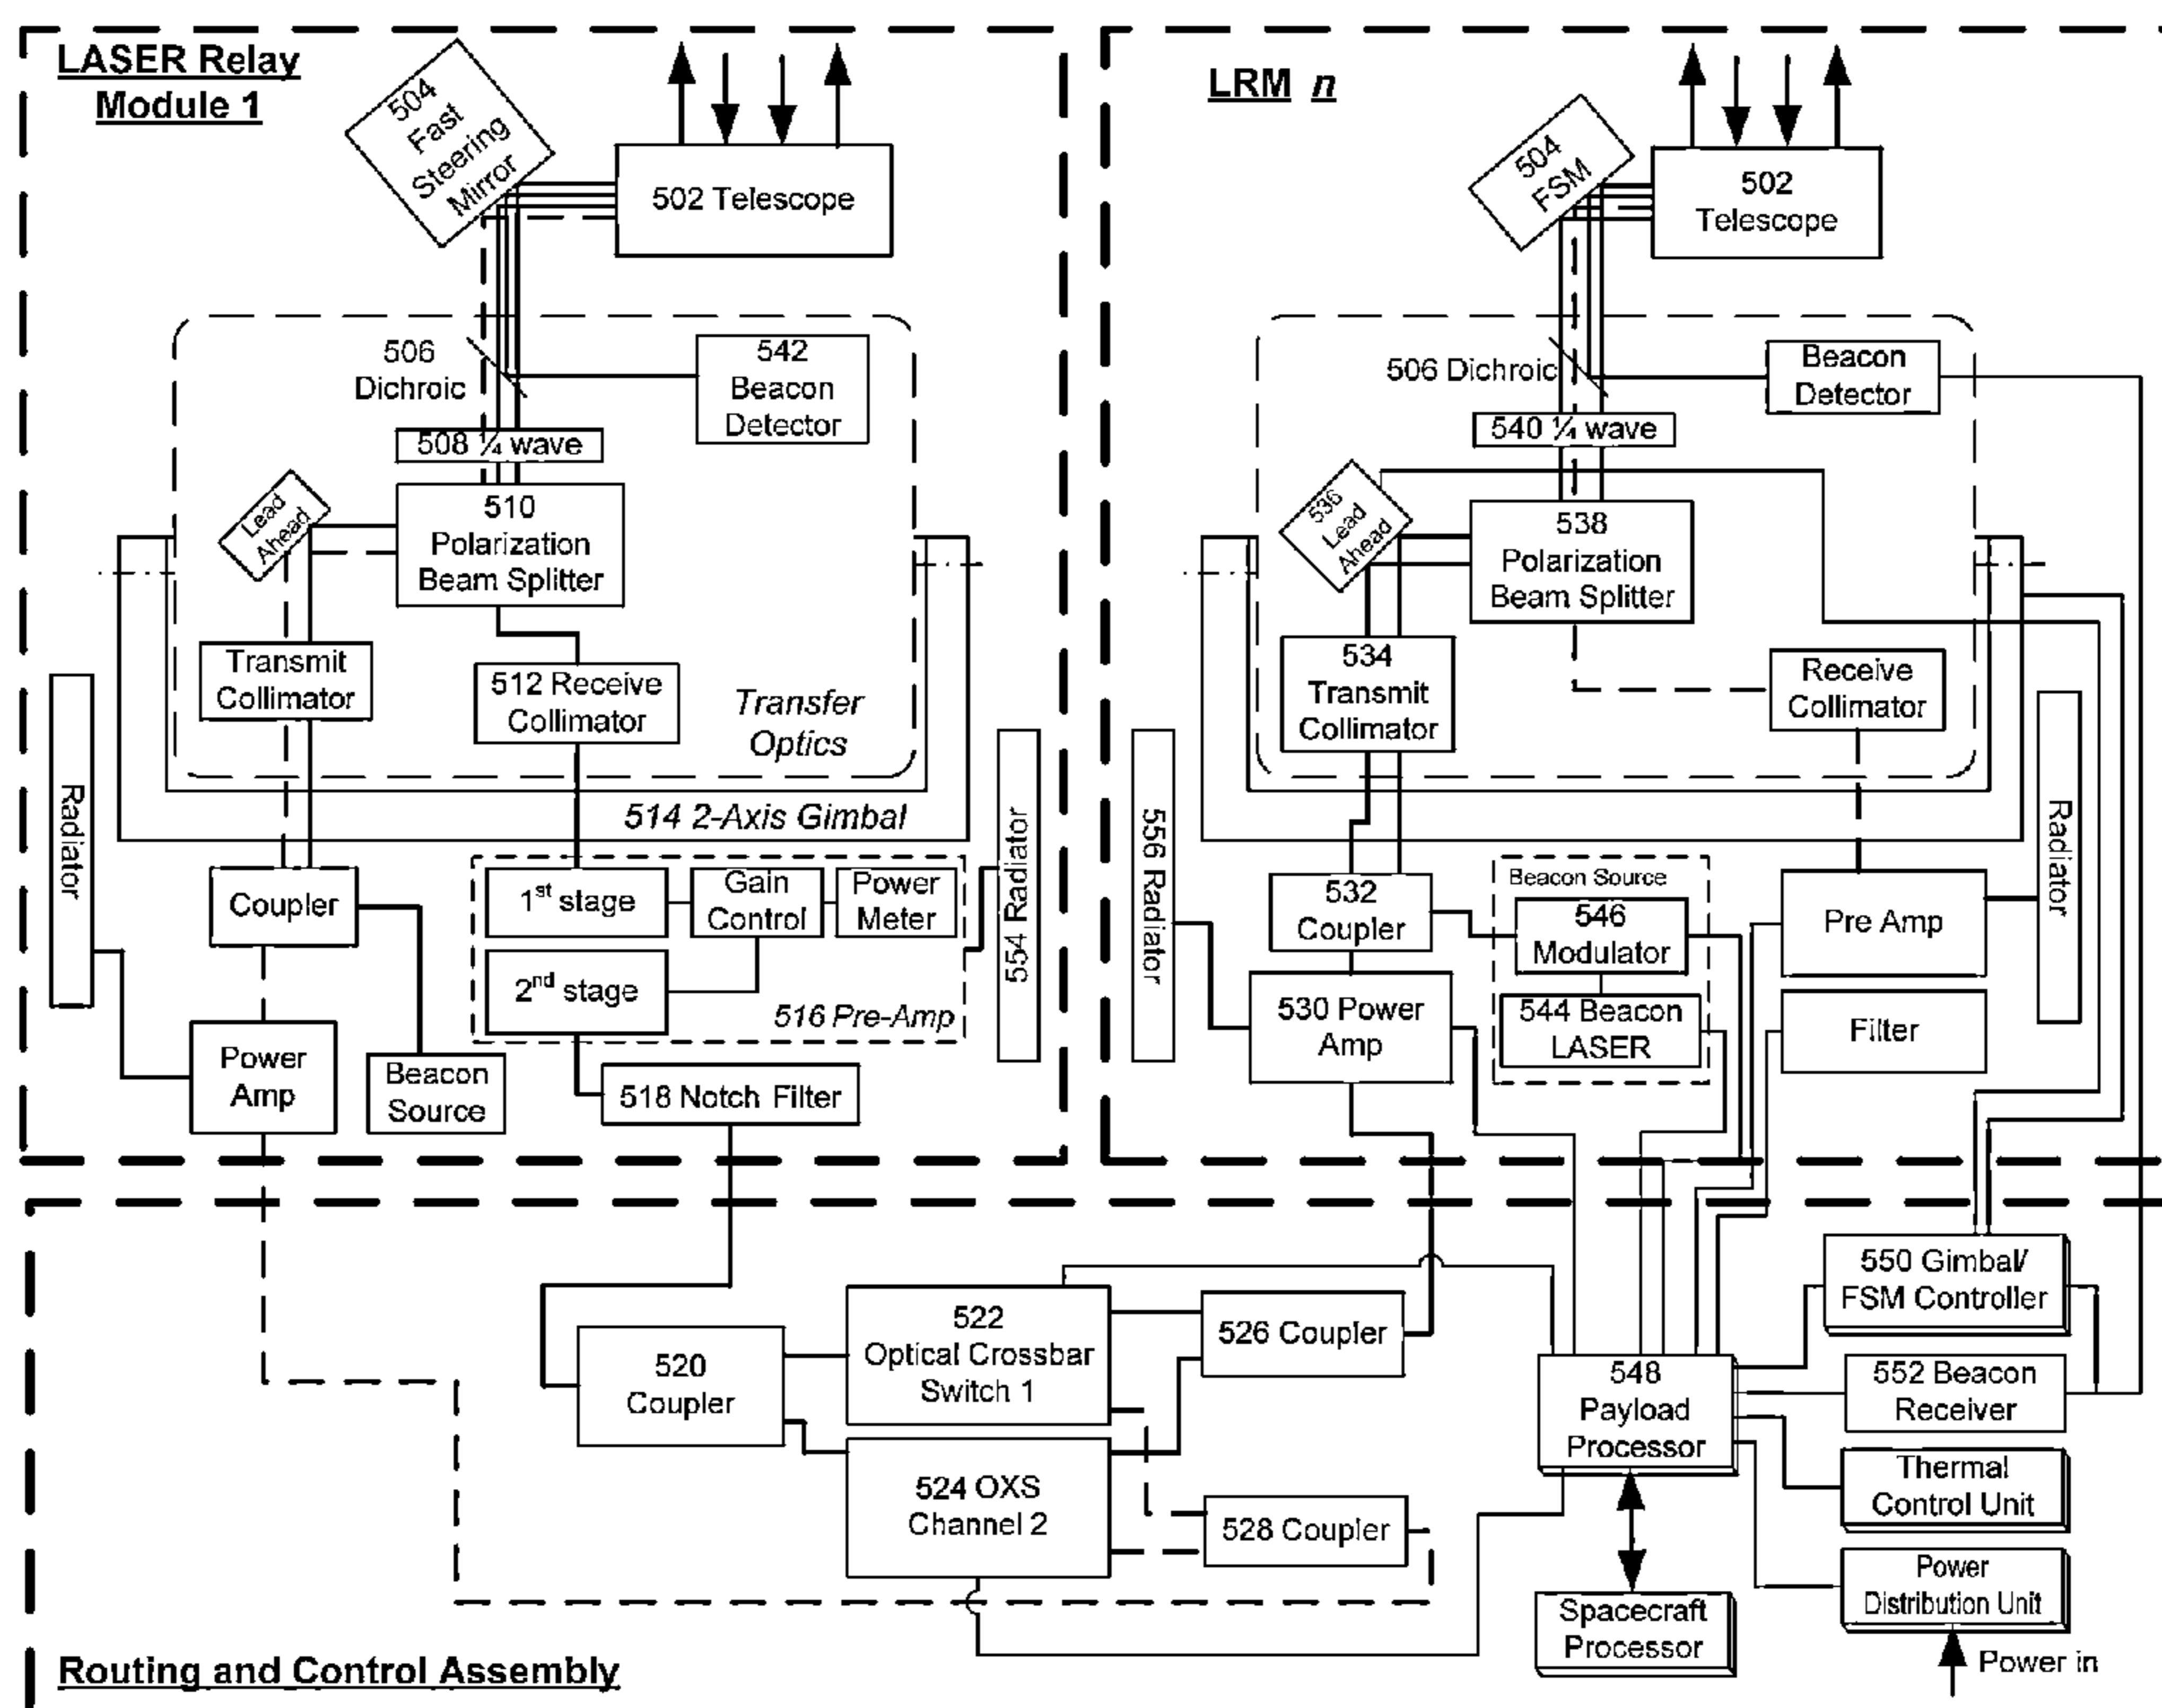 LASER Relay
Module 1
504
Fast
Steering
Mirror
502 Telescope
506
Dichroic
542
Beacon
Detector
508 ¼ wave
Lead
Ahead
510
Polarization
Beam Splitter
Transmit
Collimator
512 Receive
Collimator
Transfer
Optics
514 2-Axis Gimbal
Radiator
Coupler
1st stage
Gain
Control
Power
Meter
2nd stage
516 Pre-Amp
554 Radiator
Power
Amp
Beacon
Source
518 Notch Filter
LRM n
504
FSM
502
Telescope
506 Dichroic
Beacon
Detector
540 ¼ wave
536
Lead
Ahead
538
Polarization
Beam Splitter
534
Transmit
Collimator
Receive
Collimator
556 Radiator
Radiator
532
Coupler
Beacon Source
546
Modulator
544 Beacon
LASER
Pre Amp
530 Power
Amp
Filter
520
Coupler
522
Optical Crossbar
Switch 1
524 OXS
Channel 2
526 Coupler
528 Coupler
548
Payload
Processor
550 Gimbal/
FSM Controller
552 Beacon
Receiver
Thermal
Control Unit
Power
Distribution Unit
Spacecraft
Processor
Power in
Routing and Control Assembly